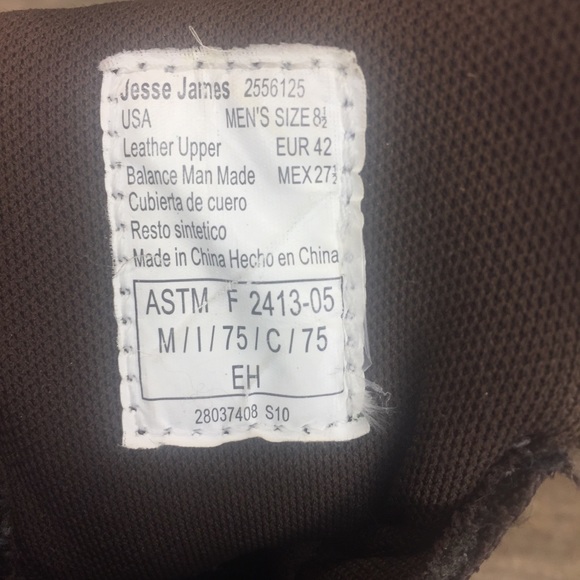 Jesse James 2556125
USA MEN'S SIZE 8½
Leather Upper EUR 42
Balance Man Made MEX 27½
Cubierta de cuero
Resto sintetico
Made in China Hecho en China
ASTM F 2413-05
M/I/75/C/75
EH
28037408 S10